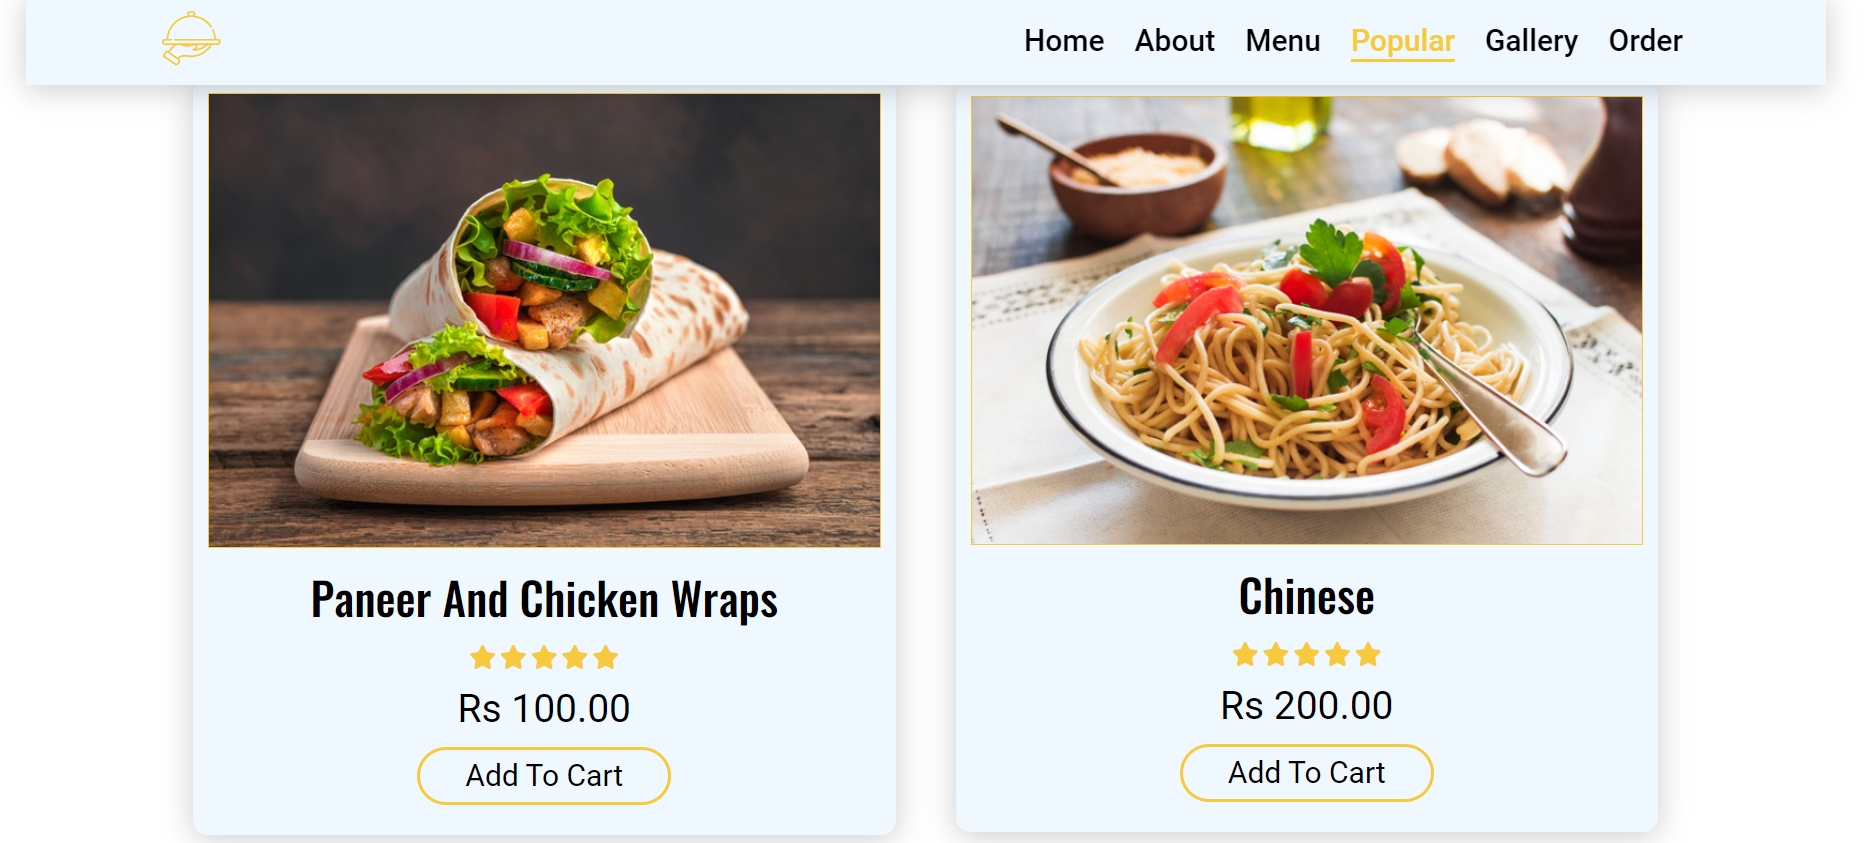 Home About Menu Popular Gallery Order
Paneer And Chicken Wraps
Rs 100.00
Add To Cart
Chinese
Rs 200.00
Add To Cart